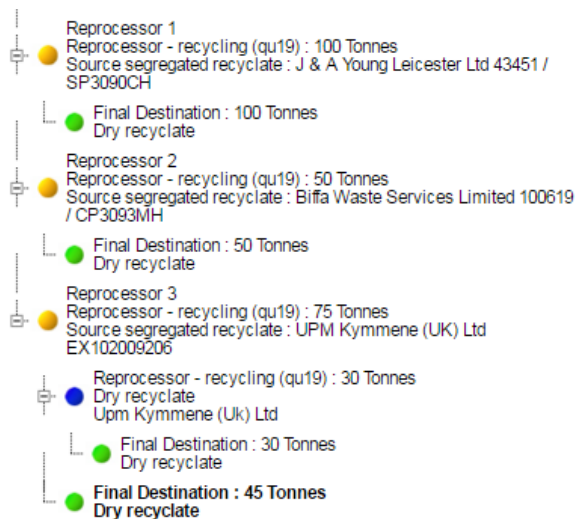 Reprocessor 1
Reprocessor - recycling (qu19) : 100 Tonnes
Source segregated recyclate : J & A Young Leicester Ltd 43451 /
SP3090CH
Final Destination : 100 Tonnes
Dry recyclate
Reprocessor 2
Reprocessor - recycling (qu19) : 50 Tonnes
Source segregated recyclate : Biffa Waste Services Limited 100619
/ CP3093MH
Final Destination : 50 Tonnes
Dry recyclate
Reprocessor 3
Reprocessor - recycling (qu19) : 75 Tonnes
Source segregated recyclate : UPM Kymmene (UK) Ltd
EX102009206
Reprocessor - recycling (qu19) : 30 Tonnes
Dry recyclate
Upm Kymmene (Uk) Ltd
Final Destination : 30 Tonnes
Dry recyclate
Final Destination : 45 Tonnes
Dry recyclate